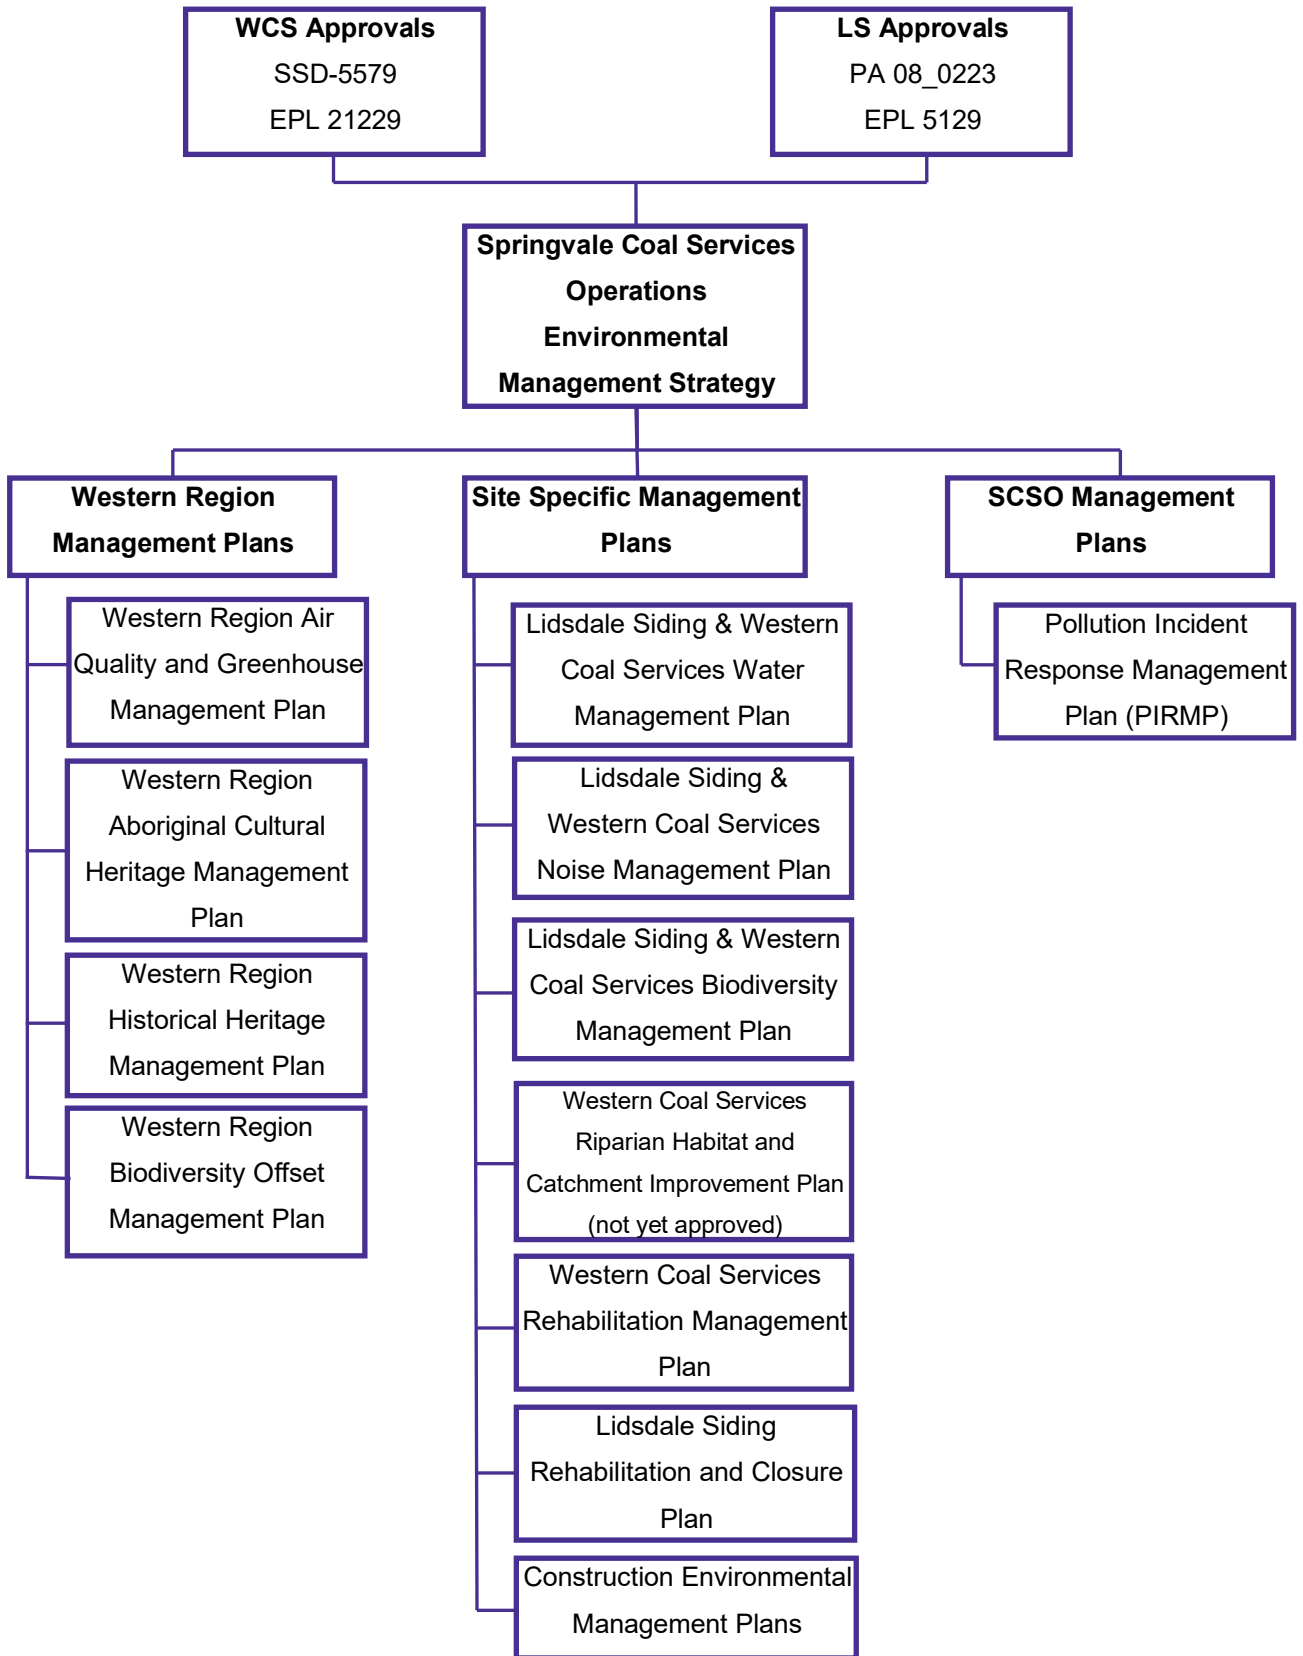 WCS Approvals
SSD-5579
EPL 21229
LS Approvals
PA 08_0223
EPL 5129
Springvale Coal Services
Operations
Environmental
Management Strategy
Western Region
Management Plans
Western Region Air
Quality and Greenhouse
Management Plan
Western Region
Aboriginal Cultural
Heritage Management
Plan
Western Region
Historical Heritage
Management Plan
Western Region
Biodiversity Offset
Management Plan
Site Specific Management
Plans
Lidsdale Siding & Western
Coal Services Water
Management Plan
Lidsdale Siding &
Western Coal Services
Noise Management Plan
Lidsdale Siding & Western
Coal Services Biodiversity
Management Plan
Western Coal Services
Riparian Habitat and
Catchment Improvement Plan
(not yet approved)
Western Coal Services
Rehabilitation Management
Plan
Lidsdale Siding
Rehabilitation and Closure
Plan
Construction Environmental
Management Plans
SCSO Management
Plans
Pollution Incident
Response Management
Plan (PIRMP)